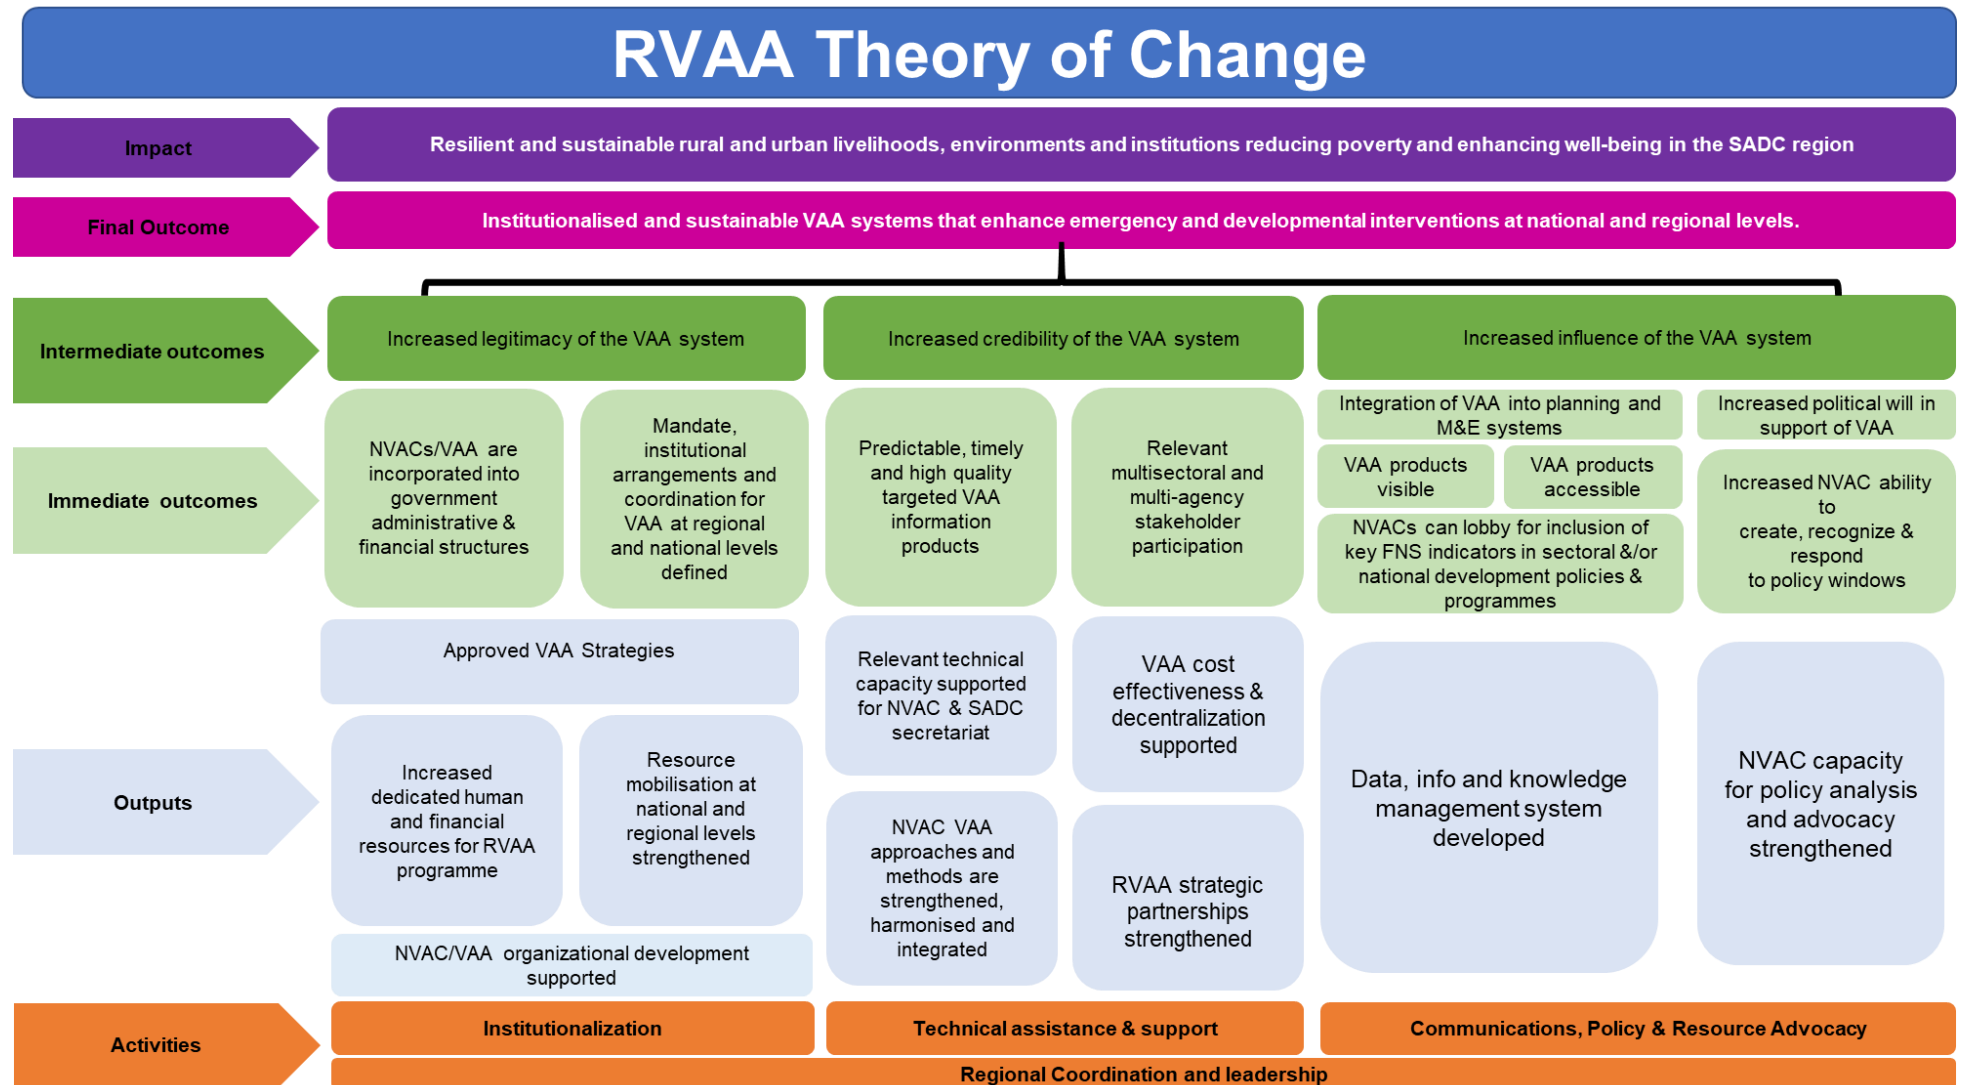 RVAA Theory of Change
Impact
Resilient and sustainable rural and urban livelihoods, environments and institutions reducing poverty and enhancing well-being in the SADC region
Final Outcome
Institutionalised and sustainable VAA systems that enhance emergency and developmental interventions at national and regional levels.
Intermediate outcomes
Increased legitimacy of the VAA system
Increased credibility of the VAA system
Increased influence of the VAA system
Immediate outcomes
NVACs/VAA are
incorporated into
government
administrative &
financial structures
Mandate,
institutional
arrangements and
coordination for
VAA at regional
and national levels
defined
Predictable, timely
and high quality
targeted VAA
information
products
Relevant
multisectoral and
multi-agency
stakeholder
participation
Integration of VAA into planning and
M&E systems
VAA products
visible
VAA products
accessible
NVACs can lobby for inclusion of
key FNS indicators in sectoral &/or
national development policies &
programmes
Increased political will in
support of VAA
Increased NVAC ability
to
create, recognize &
respond
to policy windows
Outputs
Approved VAA Strategies
Increased
dedicated human
and financial
resources for RVAA
programme
Resource
mobilisation at
national and
regional levels
strengthened
NVAC/VAA organizational development
supported
Relevant technical
capacity supported
for NVAC & SADC
secretariat
VAA cost
effectiveness &
decentralization
supported
NVAC VAA
approaches and
methods are
strengthened,
harmonised and
integrated
RVAA strategic
partnerships
strengthened
Data, info and knowledge
management system
developed
NVAC capacity
for policy analysis
and advocacy
strengthened
Activities
Institutionalization
Technical assistance & support
Communications, Policy & Resource Advocacy
Regional Coordination and leadership